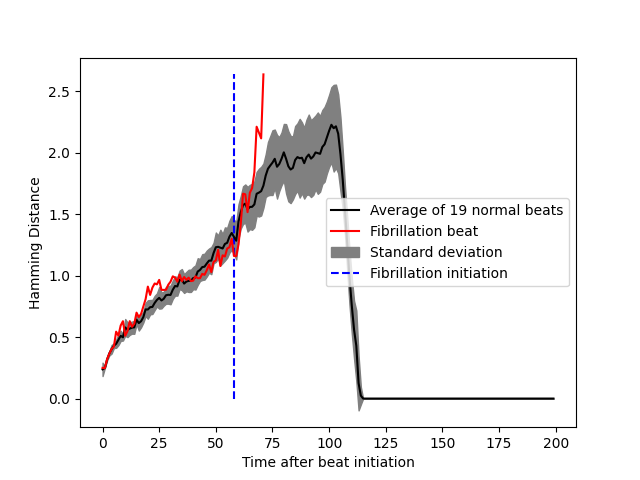 2.5
2.0
1.5
1.0
0.5
0.0
Hamming Distance
Average of 19 normal beats
Fibrillation beat
Standard deviation
Fibrillation initiation
0 25 50 75 100 125 150 175 200
Time after beat initiation